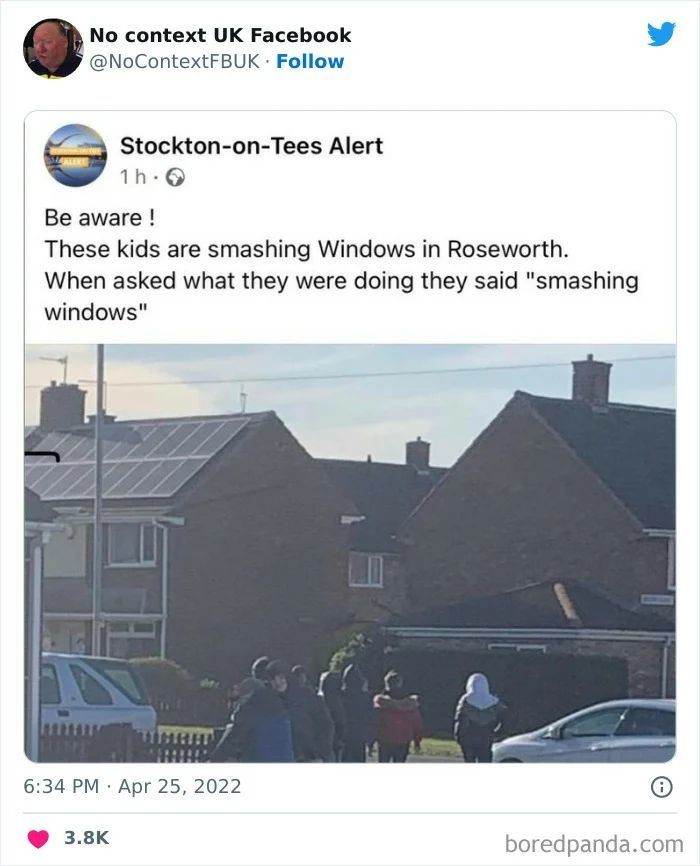 No context UK Facebook
@NoContextFBUK · Follow
Stockton-on-Tees Alert
1 h ·
Be aware !
These kids are smashing Windows in Roseworth.
When asked what they were doing they said "smashing
windows"
6:34 PM · Apr 25, 2022
3.8K
boredpanda.com